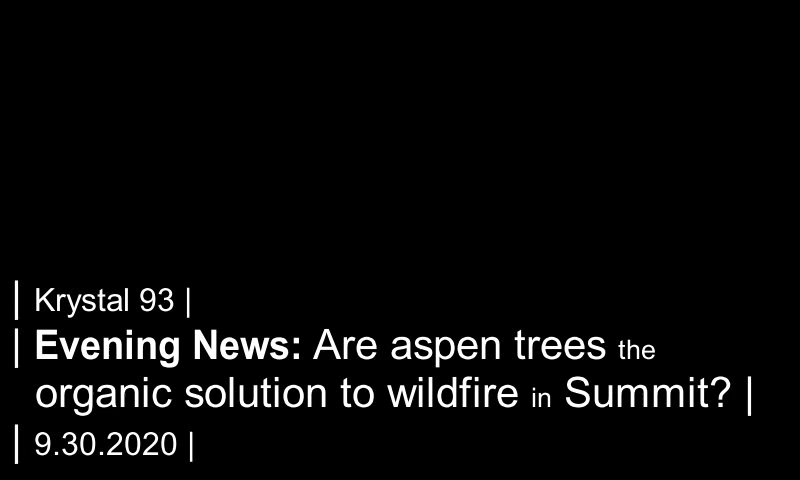 | Krystal 93 |
| Evening News: Are aspen trees the
organic solution to wildfire in Summit? |
| 9.30.2020 |